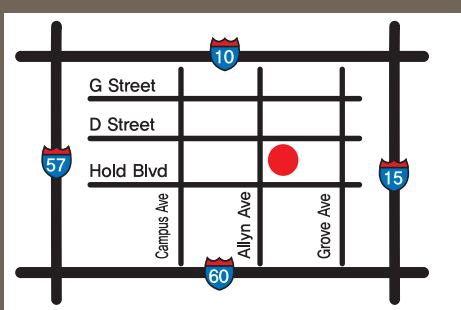 10
G Street
D Street
57
Hold Blvd
15
Campus Ave
Allyn Ave
Grove Ave
60